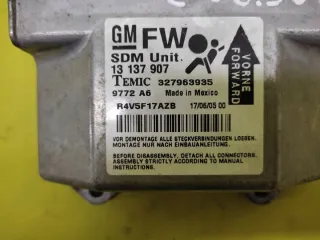 GM FW
SDM Unit.
13 137 907
TEMIC 327963935
9772 A6 Made in Mexico
R4V5F17AZB 17/06/05 00
VORNE
FORWARD
VOR DEMONTAGE ALLE STECKVERBINDUNGEN LOESEN.
MONTAGE NUR NACH EINBAUANLEITUNG.
BEFORE DISASSEMBLY, DETACH ALL CONNECTORS.
ASSEMBLY STRICTLY ACCORDING TO MANUAL
INSTRUCTIONS.